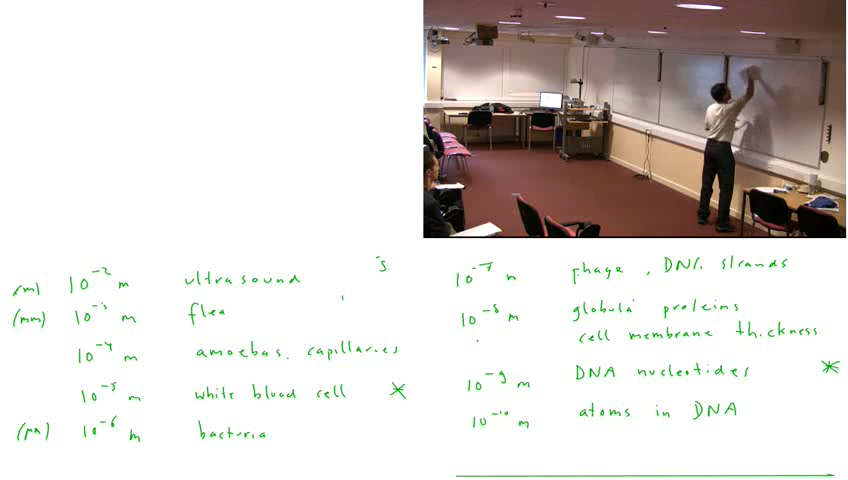 (cm) 10⁻² m ultrasound
(mm) 10⁻³ m flea
10⁻⁴ m amoebas, capillaries
10⁻⁵ m white blood cell *
(μm) 10⁻⁶ m bacteria
10⁻⁷ m phage, DNA strands
10⁻⁸ m globular proteins
cell membrane thickness
10⁻⁹ m DNA nucleotides *
10⁻¹⁰ m atoms in DNA